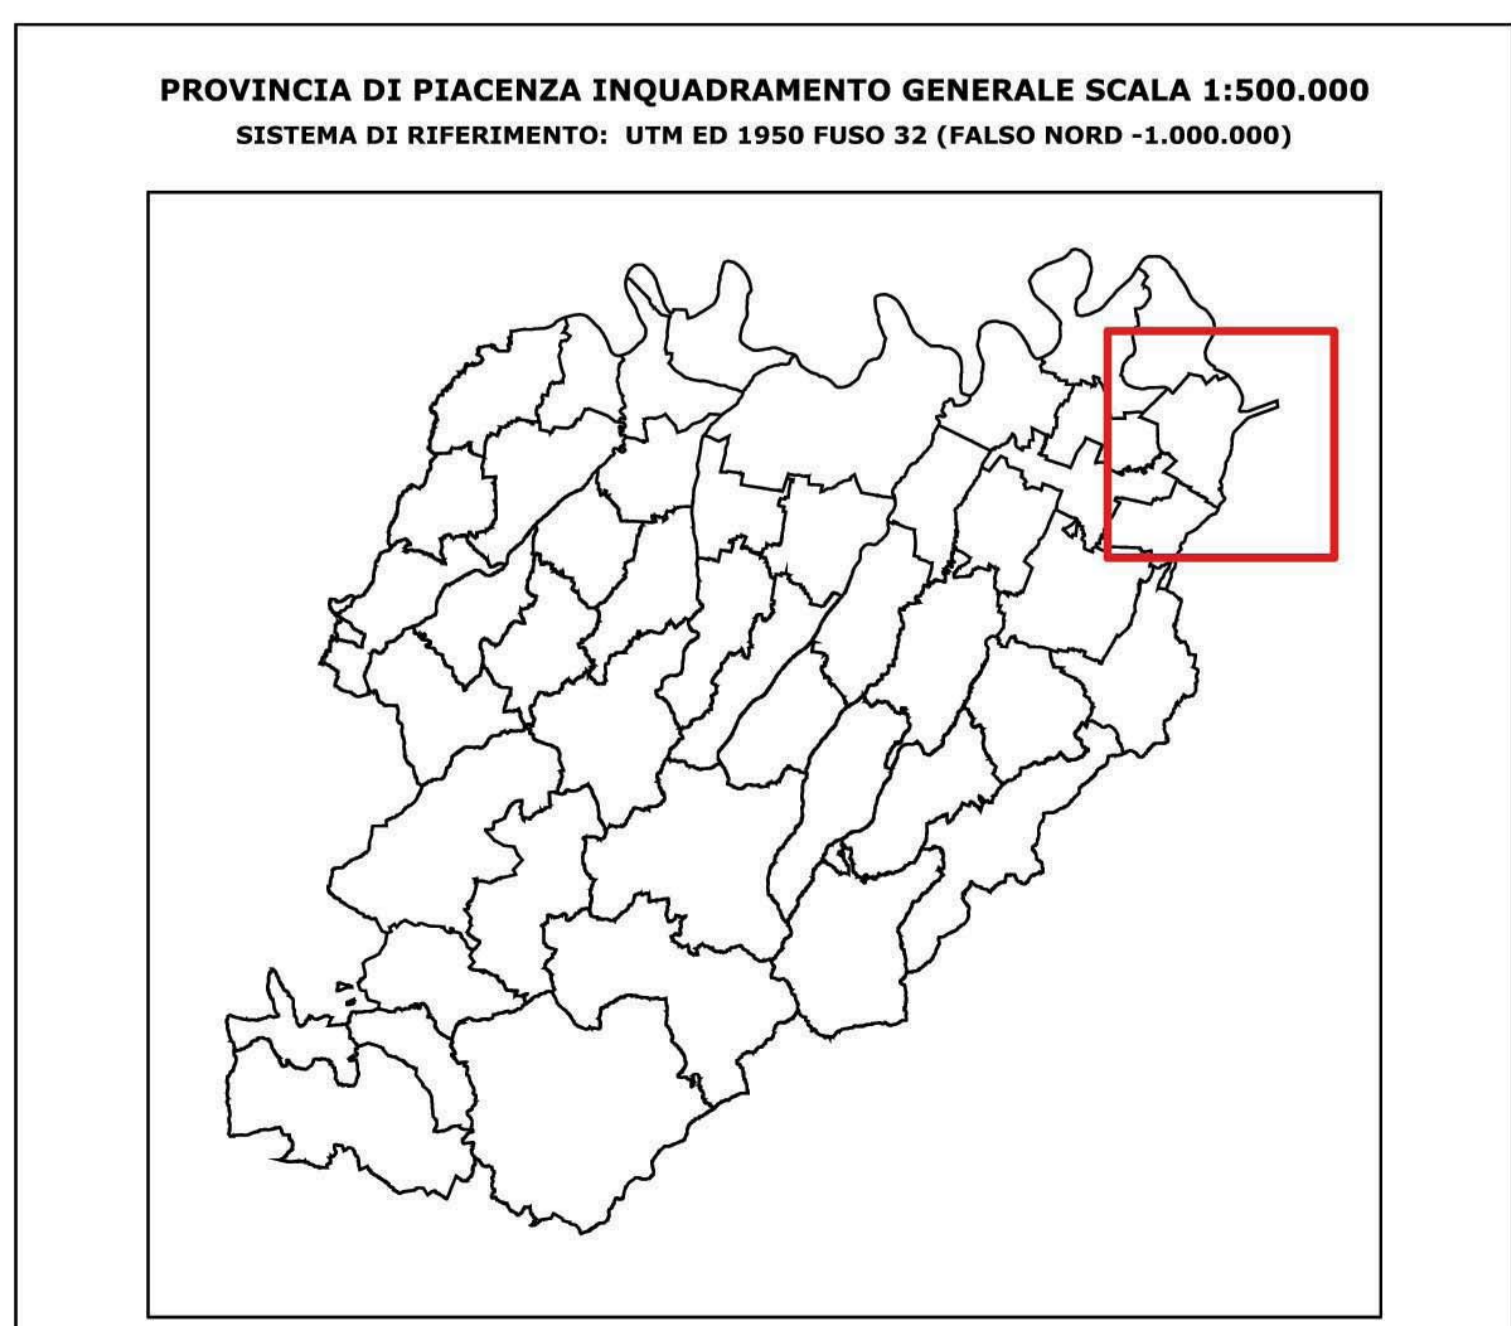 PROVINCIA DI PIACENZA INQUADRAMENTO GENERALE SCALA 1:500.000
SISTEMA DI RIFERIMENTO: UTM ED 1950 FUSO 32 (FALSO NORD -1.000.000)